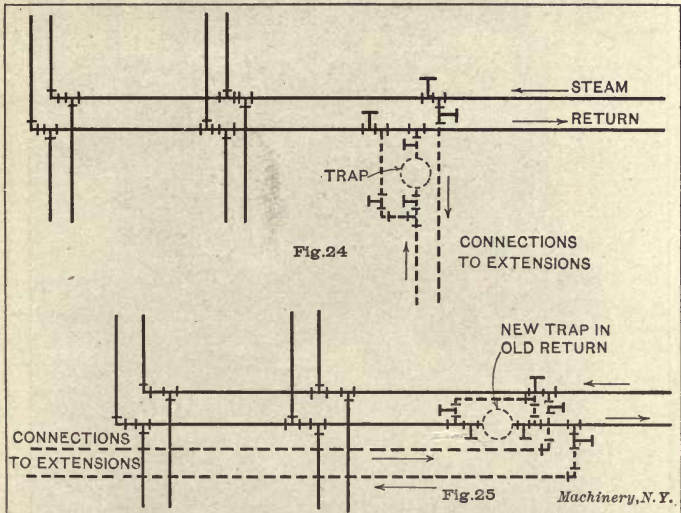 STEAM
RETURN
TRAP
Fig.24
CONNECTIONS
TO EXTENSIONS
NEW TRAP IN
OLD RETURN
CONNECTIONS
TO EXTENSIONS
Fig.25
Machinery,N.Y.